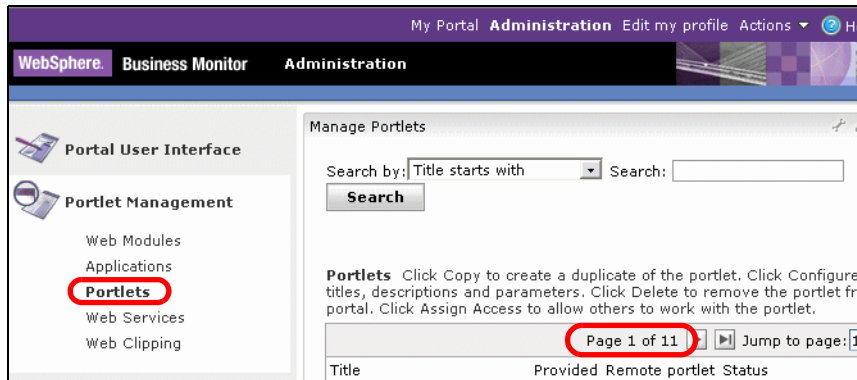 My Portal Administration Edit my profile Actions
WebSphere. Business Monitor Administration
Portal User Interface
Portlet Management
Web Modules
Applications
Portlets
Web Services
Web Clipping
Manage Portlets
Search by: Title starts with Search:
Search
Portlets Click Copy to create a duplicate of the portlet. Click Configure
titles, descriptions and parameters. Click Delete to remove the portlet
portal. Click Assign Access to allow others to work with the portlet.
Page 1 of 11 Jump to page: 1
Title Provided Remote portlet Status